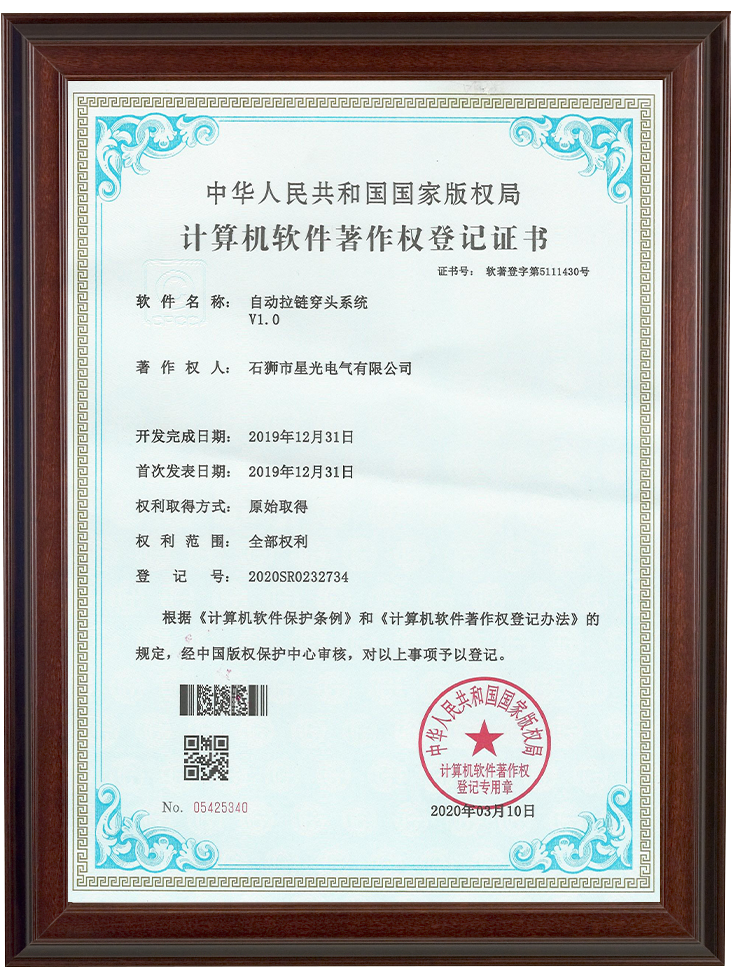 中华人民共和国国家版权局
计算机软件著作权登记证书
证书号： 软著登字第5111430号
软件名称： 自动拉链穿头系统
V1.0
著作权人： 石狮市星光电气有限公司
开发完成日期： 2019年12月31日
首次发表日期： 2019年12月31日
权利取得方式： 原始取得
权利范围： 全部权利
登记号： 2020SR0232734
根据《计算机软件保护条例》和《计算机软件著作权登记办法》的
规定，经中国版权保护中心审核，对以上事项予以登记。
中华人民共和国国家版权局
计算机软件著作权
登记专用章
No. 05425340
2020年03月10日